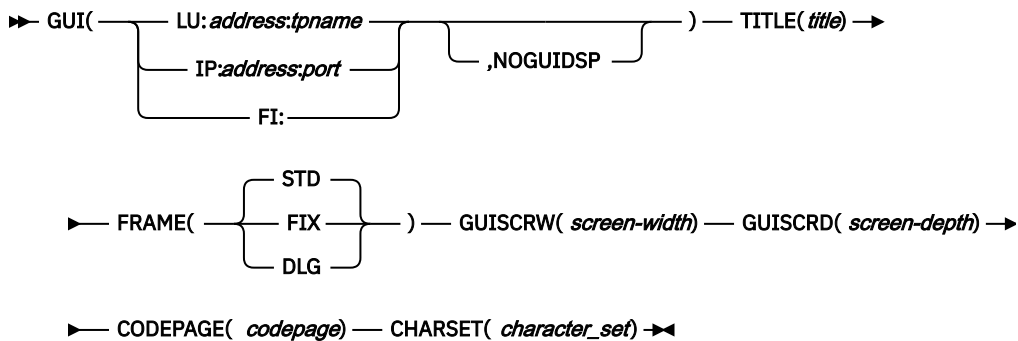 GUI( LU:address:tpname ) TITLE(title)
IP:address:port ,NOGUIDSP
FI:
STD
FRAME( FIX ) GUISCRW( screen-width) GUISCRD( screen-depth)
DLG
CODEPAGE( codepage) CHARSET( character_set)